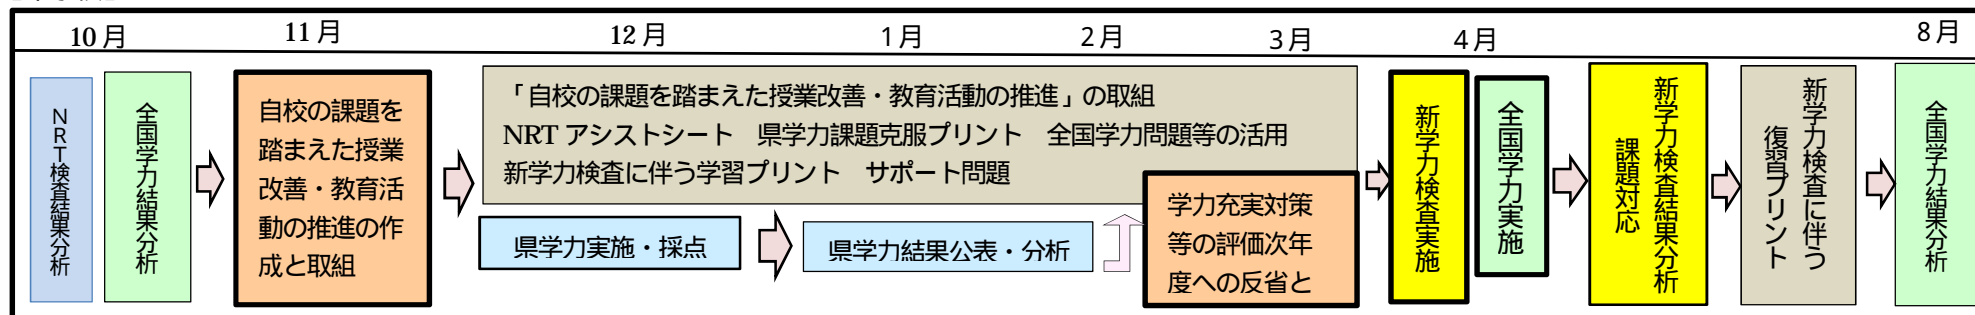 10月 11月 12月 1月 2月 3月 4月 8月
NRT検査結果分析
全国学力結果分析
自校の課題を
踏まえた授業
改善・教育活
動の推進の作
成と取組
「自校の課題を踏まえた授業改善・教育活動の推進」の取組
NRTアシストシート　県学力課題克服プリント　全国学力問題等の活用
新学力検査に伴う学習プリント　サポート問題
県学力実施・採点
県学力結果公表・分析
学力充実対策
等の評価次年
度への反省と
新学力検査実施
全国学力実施
新学力検査結果分析
課題対応
新学力検査に伴う
復習プリント
全国学力結果分析